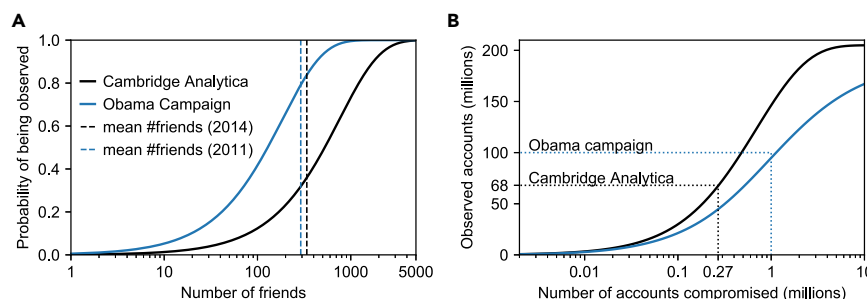 A
Probability of being observed
1.0
0.8
0.6
0.4
0.2
0.0
Cambridge Analytica
Obama Campaign
mean #friends (2014)
mean #friends (2011)
1
10
100
1000
5000
Number of friends
B
Observed accounts (millions)
200
150
100
68
50
0
Obama campaign
Cambridge Analytica
0.01
0.1
0.27
1
10
Number of accounts compromised (millions)